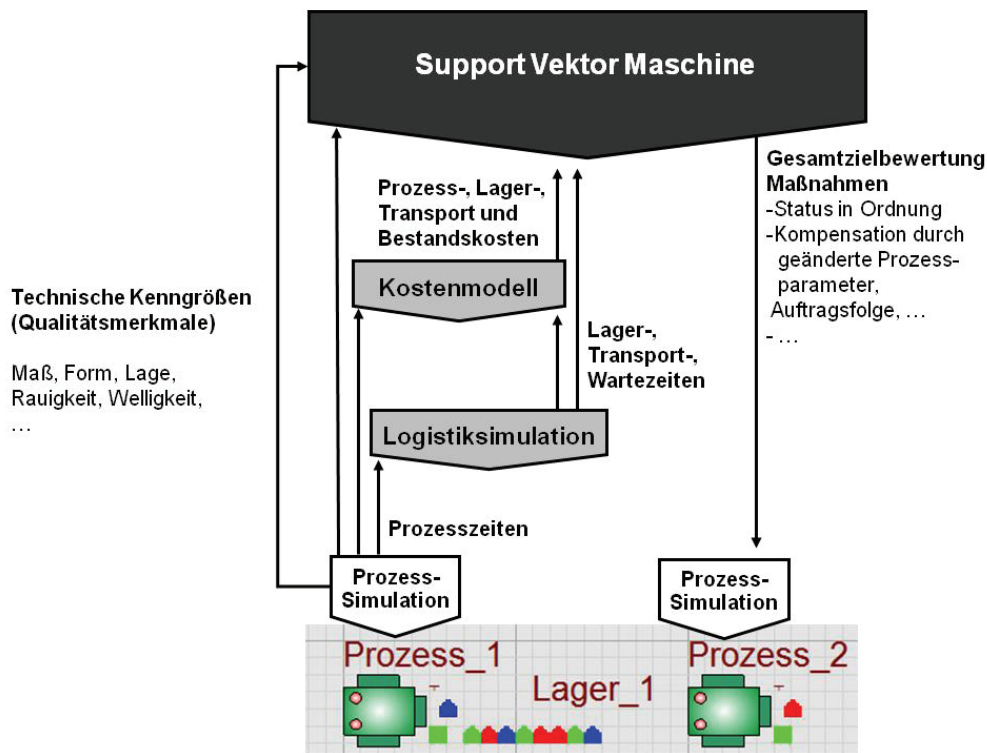 Support Vektor Maschine
Gesamtzielbewertung
Maßnahmen
-Status in Ordnung
-Kompensation durch
geänderte Prozess-
parameter,
Auftragsfolge, …
- …
Prozess-, Lager-,
Transport und
Bestandskosten
Kostenmodell
Technische Kenngrößen
(Qualitätsmerkmale)
Maß, Form, Lage,
Rauigkeit, Welligkeit,
…
Lager-,
Transport-,
Wartezeiten
Logistiksimulation
Prozesszeiten
Prozess-
Simulation
Prozess-
Simulation
Prozess_1
Lager_1
Prozess_2